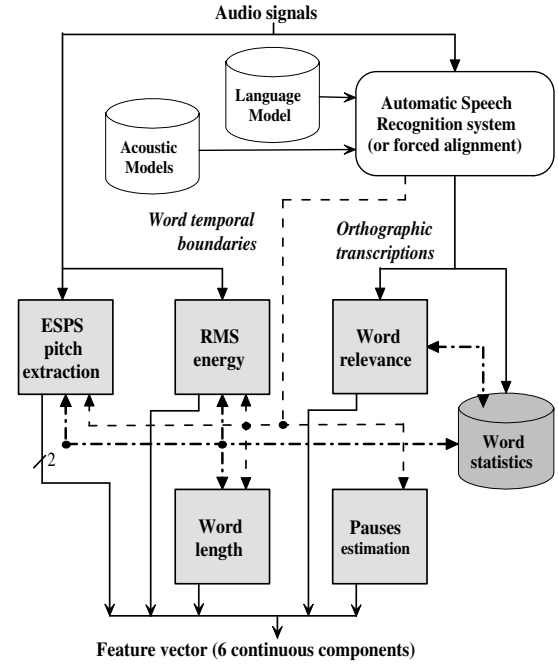 Audio signals
Language
Model
Acoustic
Models
Automatic Speech
Recognition system
(or forced alignment)
Word temporal
boundaries
Orthographic
transcriptions
ESPS
pitch
extraction
RMS
energy
Word
relevance
Word
statistics
2
Word
length
Pauses
estimation
Feature vector (6 continuous components)